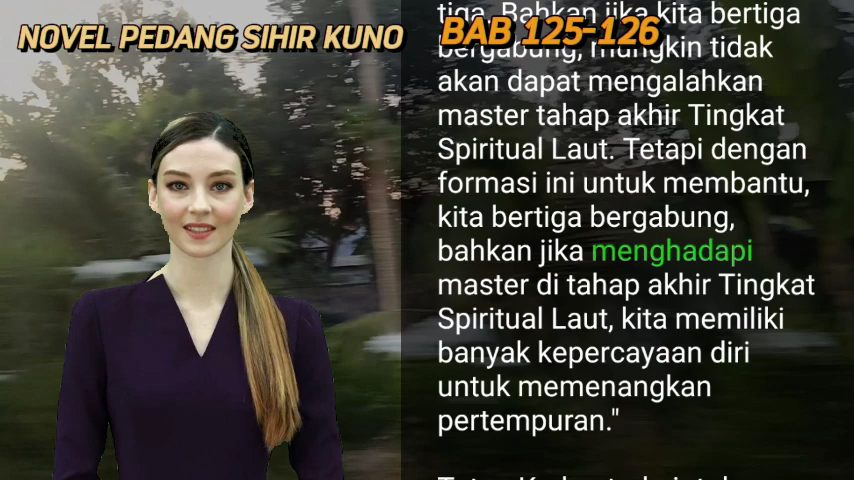 NOVEL PEDANG SIHIR KUNO
BAB 125-126
tiga. Bahkan jika kita bertiga
bergabung, mungkin tidak
akan dapat mengalahkan
master tahap akhir Tingkat
Spiritual Laut. Tetapi dengan
formasi ini untuk membantu,
kita bertiga bergabung,
bahkan jika menghadapi
master di tahap akhir Tingkat
Spiritual Laut, kita memiliki
banyak kepercayaan diri
untuk memenangkan
pertempuran."